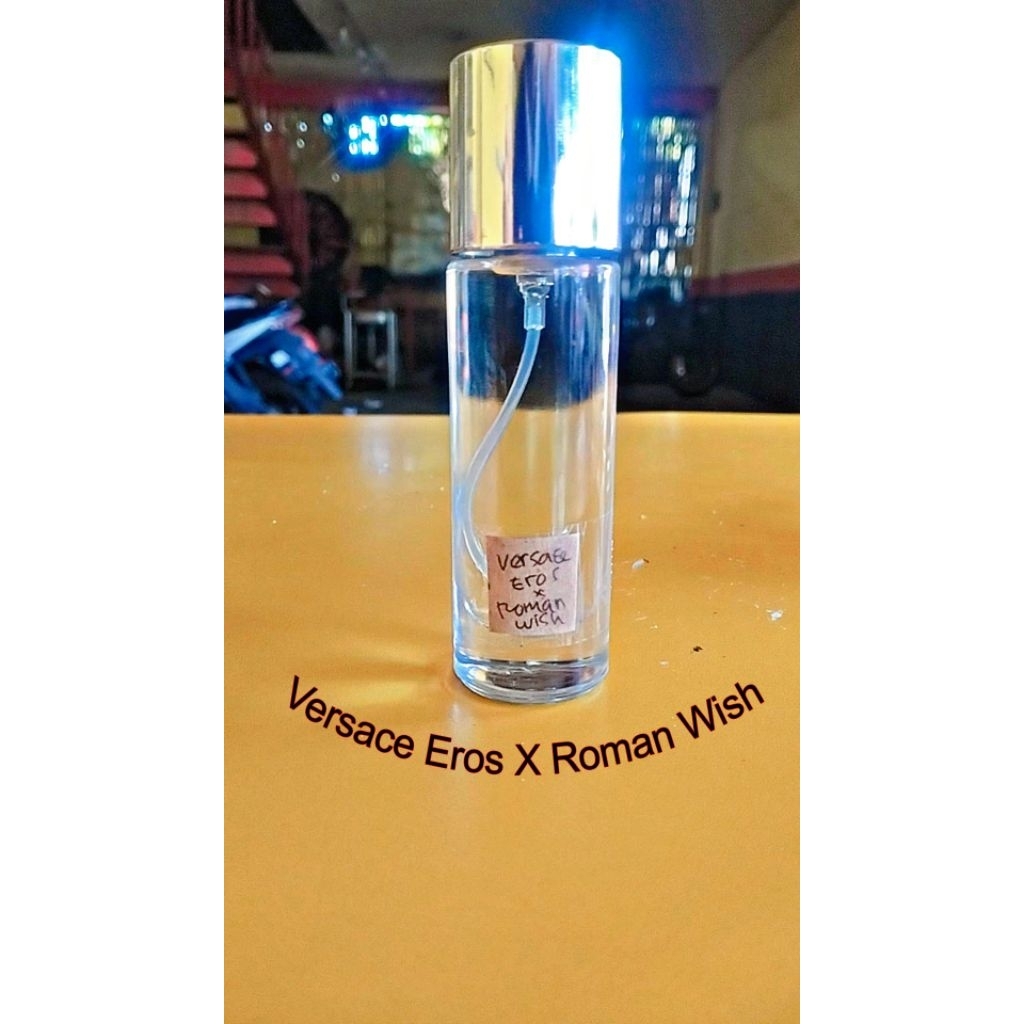 Versace
Eros
x
Roman
wish
Versace Eros X Roman Wish